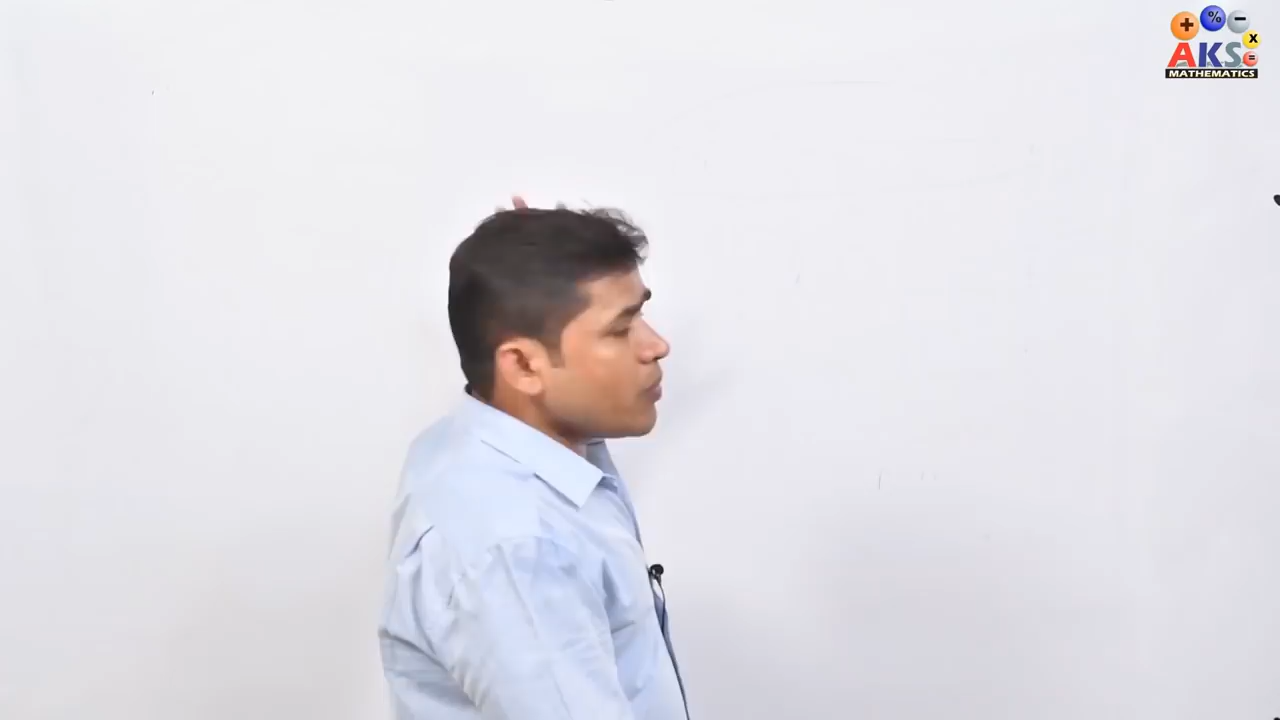 + % −
x
AKS =
MATHEMATICS